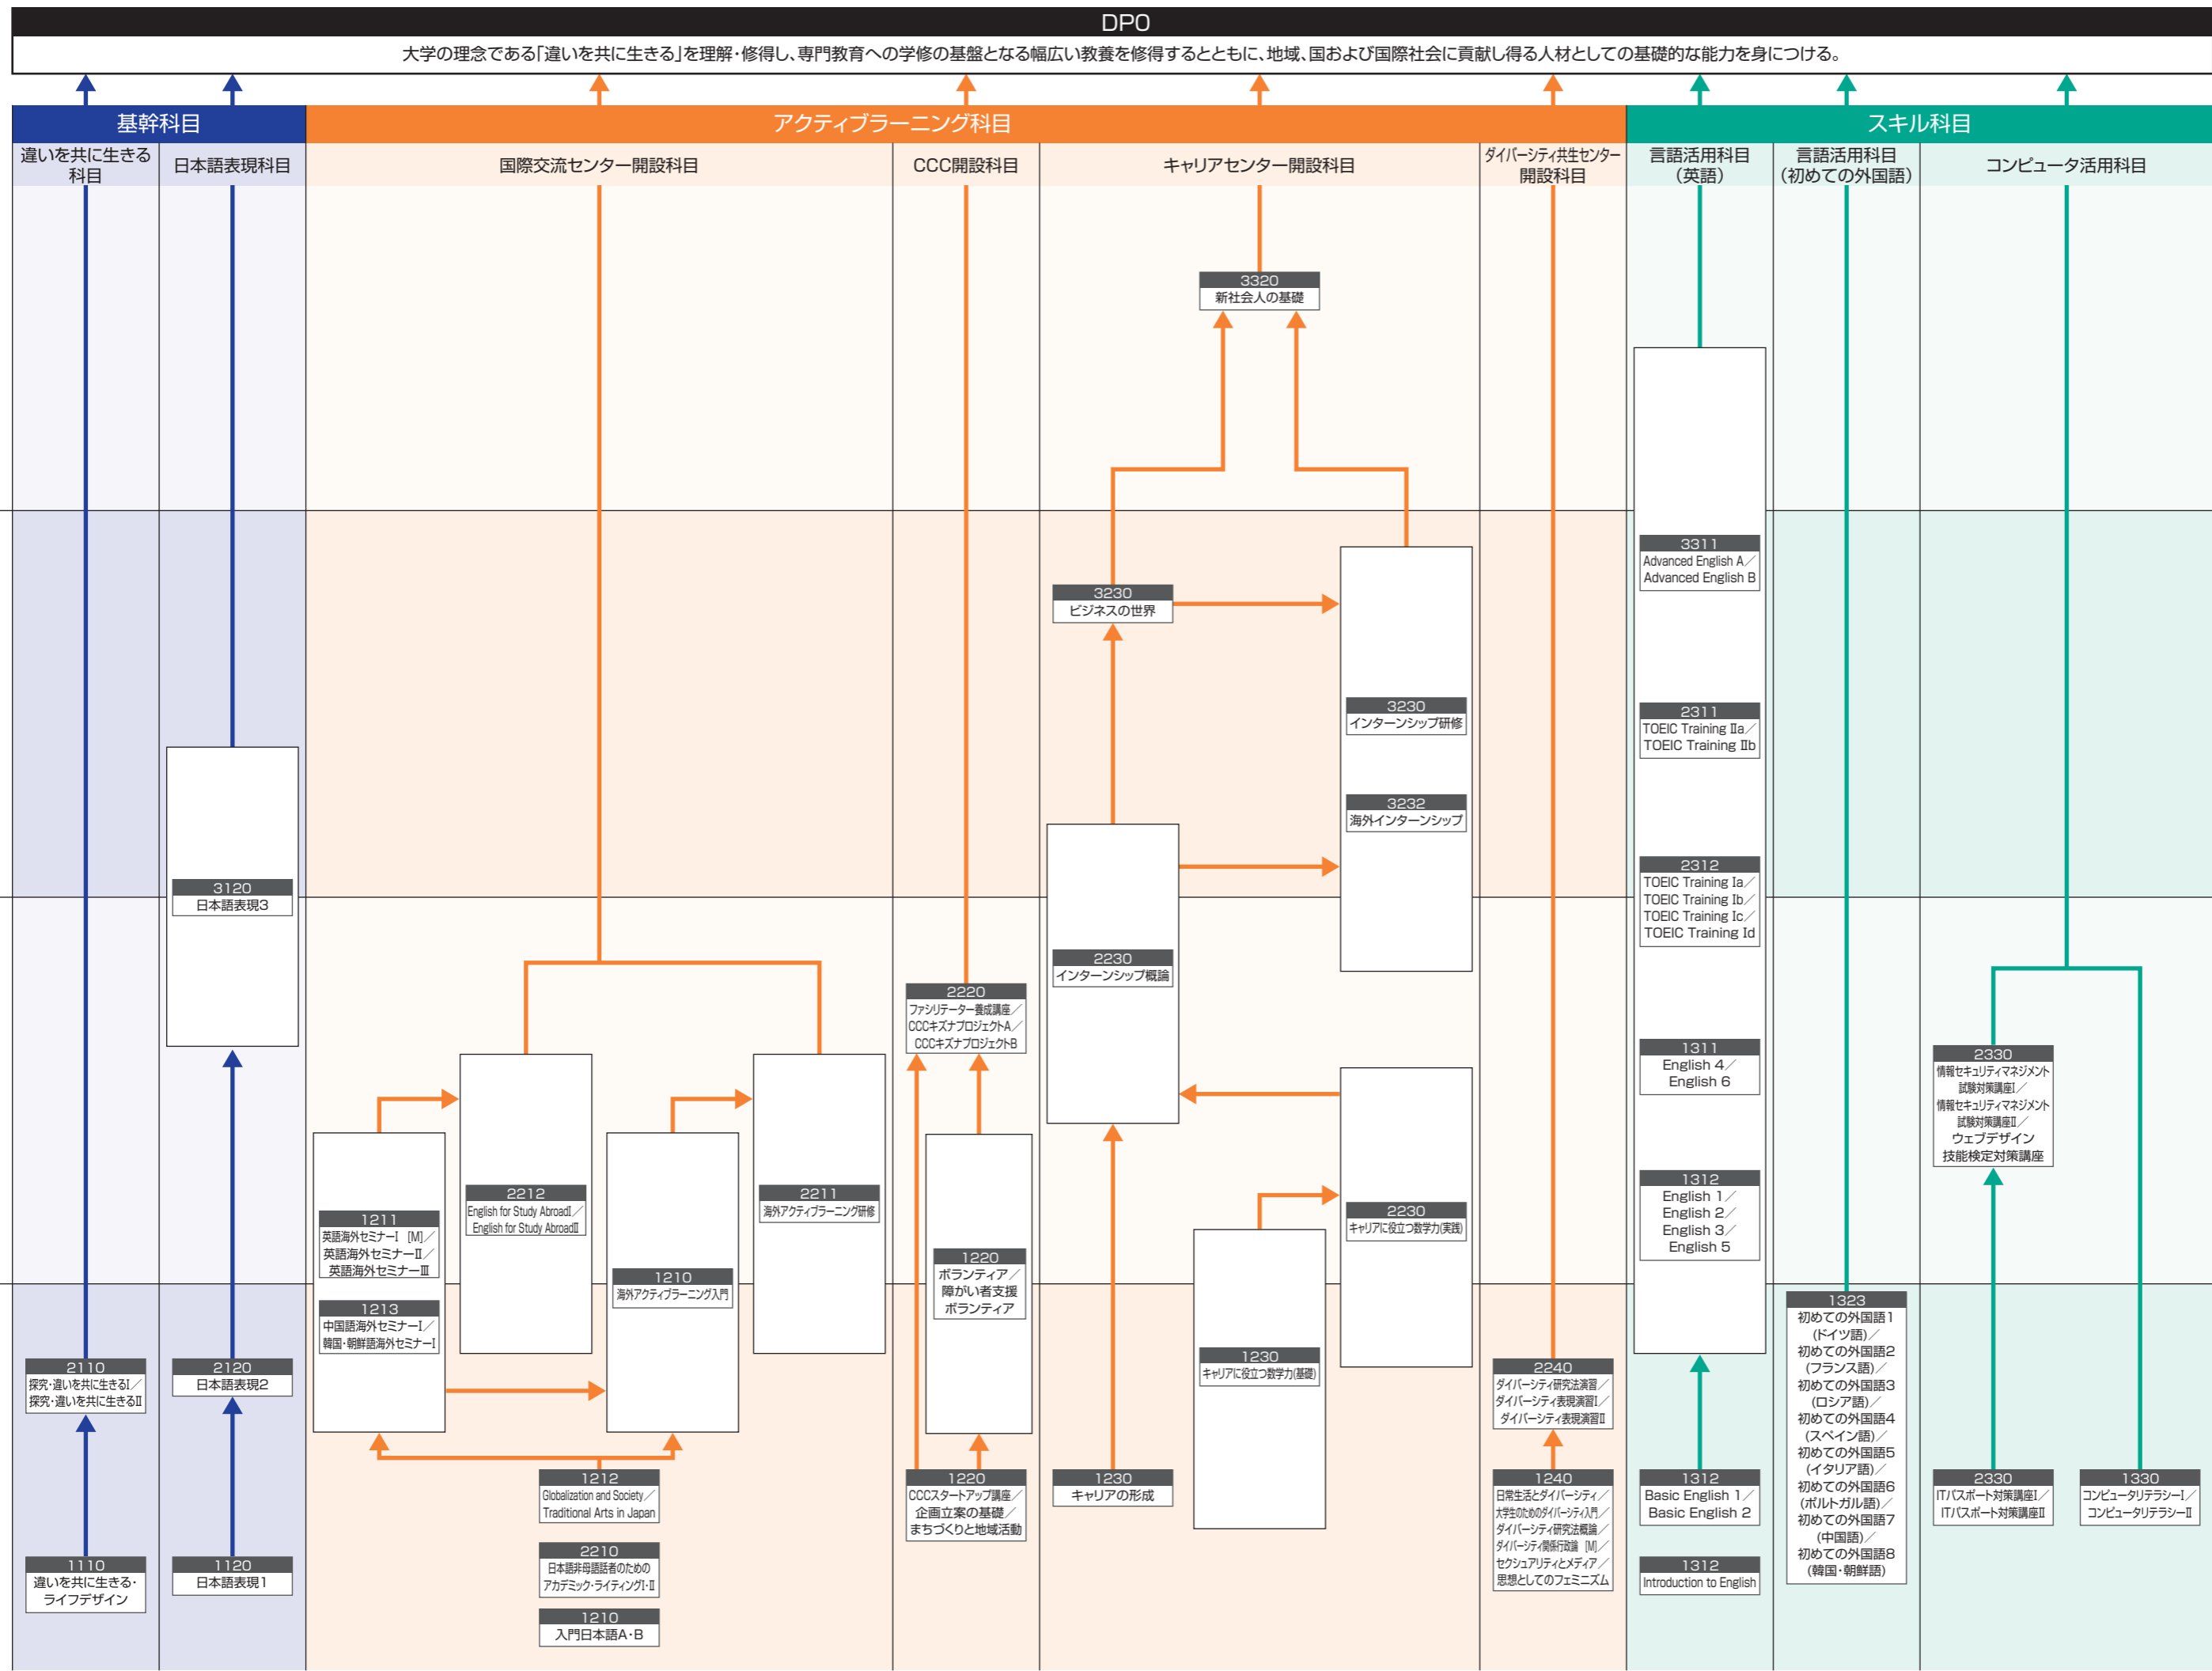 DP0
大学の理念である「違いを共に生きる」を理解・修得し、専門教育への学修の基盤となる幅広い教養を修得するとともに、地域、国および国際社会に貢献し得る人材としての基礎的な能力を身につける。
基幹科目
アクティブラーニング科目
スキル科目
違いを共に生きる
科目
日本語表現科目
国際交流センター開設科目
CCC開設科目
キャリアセンター開設科目
ダイバーシティ共生センター
開設科目
言語活用科目
(英語)
言語活用科目
(初めての外国語)
コンピュータ活用科目
2110
探究・違いを共に生きるⅠ/
探究・違いを共に生きるⅡ
1110
違いを共に生きる・
ライフデザイン
3120
日本語表現3
2120
日本語表現2
1120
日本語表現1
1211
英語海外セミナーⅠ [M]/
英語海外セミナーⅡ/
英語海外セミナーⅢ
1213
中国語海外セミナーⅠ/
韓国・朝鮮語海外セミナーⅠ
2212
English for Study AbroadⅠ/
English for Study AbroadⅡ
1210
海外アクティブラーニング入門
2211
海外アクティブラーニング研修
1212
Globalization and Society/
Traditional Arts in Japan
2210
日本語非母語話者のための
アカデミック・ライティングⅠ・Ⅱ
1210
入門日本語A・B
2220
ファシリテーター養成講座/
CCCキズナプロジェクトA/
CCCキズナプロジェクトB
1220
ボランティア/
障がい者支援
ボランティア
1220
CCCスタートアップ講座/
企画立案の基礎/
まちづくりと地域活動
3320
新社会人の基礎
3230
ビジネスの世界
3230
インターンシップ研修
3232
海外インターンシップ
2230
インターンシップ概論
2230
キャリアに役立つ数学力(実践)
1230
キャリアに役立つ数学力(基礎)
1230
キャリアの形成
2240
ダイバーシティ研究法演習/
ダイバーシティ表現演習Ⅰ/
ダイバーシティ表現演習Ⅱ
1240
日常生活とダイバーシティ/
大学生のためのダイバーシティ入門/
ダイバーシティ研究法概論/
ダイバーシティ関係行政論 [M]/
セクシュアリティとメディア/
思想としてのフェミニズム
3311
Advanced English A/
Advanced English B
2311
TOEIC Training Ⅱa/
TOEIC Training Ⅱb
2312
TOEIC Training Ⅰa/
TOEIC Training Ⅰb/
TOEIC Training Ⅰc/
TOEIC Training Ⅰd
1311
English 4/
English 6
1312
English 1/
English 2/
English 3/
English 5
1312
Basic English 1/
Basic English 2
1312
Introduction to English
1323
初めての外国語1
(ドイツ語)/
初めての外国語2
(フランス語)/
初めての外国語3
(ロシア語)/
初めての外国語4
(スペイン語)/
初めての外国語5
(イタリア語)/
初めての外国語6
(ポルトガル語)/
初めての外国語7
(中国語)/
初めての外国語8
(韓国・朝鮮語)
2330
情報セキュリティマネジメント
試験対策講座Ⅰ/
情報セキュリティマネジメント
試験対策講座Ⅱ/
ウェブデザイン
技能検定対策講座
2330
ITパスポート対策講座Ⅰ/
ITパスポート対策講座Ⅱ
1330
コンピュータリテラシーⅠ/
コンピュータリテラシーⅡ